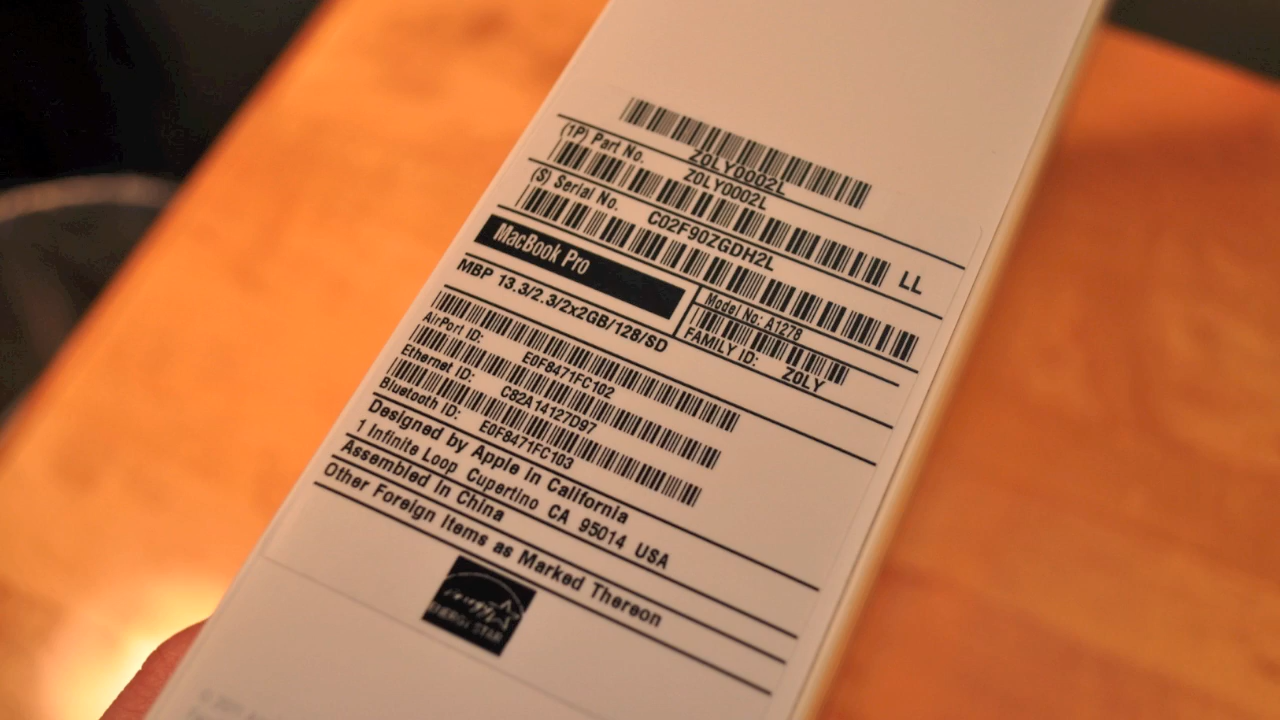 Z0LY0002L
(1P) Part No. Z0LY0002L
(S) Serial No. C02F90ZGDH2L LL
MacBook Pro
MBP 13.3/2.3/2x2GB/128/SD
Model No: A1278
FAMILY ID: Z0LY
AirPort ID: E0F8471FC102
Ethernet ID: C82A14127D97
Bluetooth ID: E0F8471FC103
Designed by Apple in California
1 Infinite Loop Cupertino CA 95014 USA
Assembled in China
Other Foreign Items as Marked Thereon
ENERGY STAR